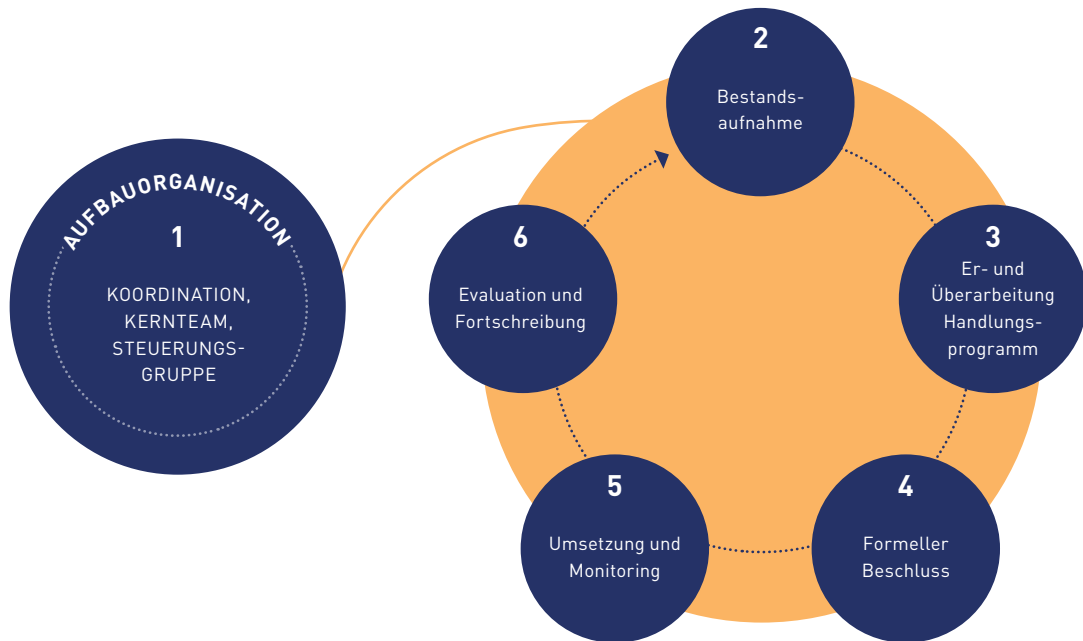 AUFBAUORGANISATION
1
KOORDINATION,
KERNTEAM,
STEUERUNGS-
GRUPPE
2
Bestands-
aufnahme
3
Er- und
Überarbeitung
Handlungs-
programm
4
Formeller
Beschluss
5
Umsetzung und
Monitoring
6
Evaluation und
Fortschreibung